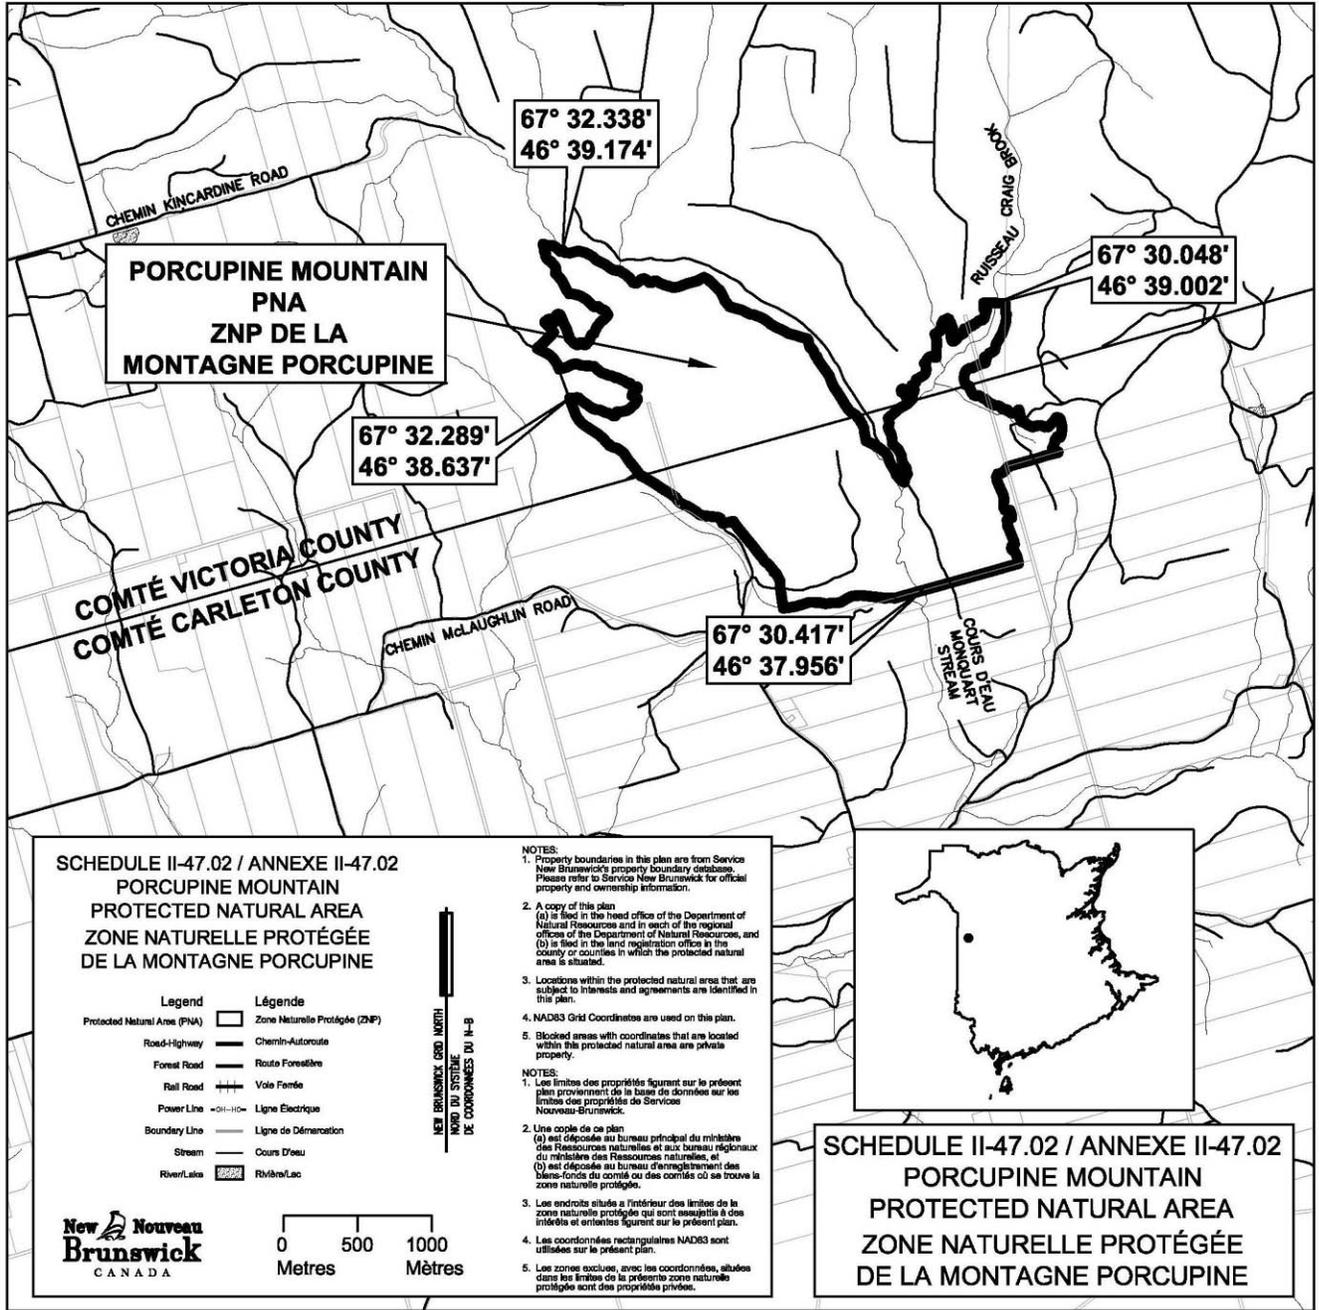 67° 32.338'
46° 39.174'
CHEMIN KINCARDINE ROAD
RUISSEAU CRAIG BROOK
67° 30.048'
46° 39.002'
PORCUPINE MOUNTAIN
PNA
ZNP DE LA
MONTAGNE PORCUPINE
67° 32.289'
46° 38.637'
COMTÉ VICTORIA COUNTY
COMTÉ CARLETON COUNTY
CHEMIN McLAUGHLIN ROAD
67° 30.417'
46° 37.956'
COURS D'EAU
MONQUART
STREAM
SCHEDULE II-47.02 / ANNEXE II-47.02
PORCUPINE MOUNTAIN
PROTECTED NATURAL AREA
ZONE NATURELLE PROTÉGÉE
DE LA MONTAGNE PORCUPINE
Legend Légende
Protected Natural Area (PNA) Zone Naturelle Protégée (ZNP)
Road-Highway Chemin-Autoroute
Forest Road Route Forestière
Rail Road Voie Ferrée
Power Line -OH-HO- Ligne Électrique
Boundary Line Ligne de Démarcation
Stream Cours D'eau
River/Lake Rivière/Lac
NEW BRUNSWICK GRID NORTH
NORD DU SYSTÈME
DE COORDONNÉES DU N-B
New Nouveau
Brunswick
CANADA
0 500 1000
Metres Mètres
NOTES:
1. Property boundaries in this plan are from Service
New Brunswick's property boundary database.
Please refer to Service New Brunswick for official
property and ownership information.
2. A copy of this plan
(a) is filed in the head office of the Department of
Natural Resources and in each of the regional
offices of the Department of Natural Resources, and
(b) is filed in the land registration office in the
county or counties in which the protected natural
area is situated.
3. Locations within the protected natural area that are
subject to interests and agreements are identified in
this plan.
4. NAD83 Grid Coordinates are used on this plan.
5. Blocked areas with coordinates that are located
within this protected natural area are private
property.
NOTES:
1. Les limites des propriétés figurant sur le présent
plan proviennent de la base de données sur les
limites des propriétés de Services
Nouveau-Brunswick.
2. Une copie de ce plan
(a) est déposée au bureau principal du ministère
des Ressources naturelles et aux bureau régionaux
du ministère des Ressources naturelles, et
(b) est déposée au bureau d'enregistrement des
biens-fonds du comté ou des comtés où se trouve la
zone naturelle protégée.
3. Les endroits situés a l'intérieur des limites de la
zone naturelle protégée qui sont assujettis à des
intérêts et ententes figurent sur le présent plan.
4. Les coordonnées rectangulaires NAD83 sont
utilisées sur le présent plan.
5. Les zones exclues, avec les coordonnées, situées
dans les limites de la présente zone naturelle
protégée sont des propriétés privées.
SCHEDULE II-47.02 / ANNEXE II-47.02
PORCUPINE MOUNTAIN
PROTECTED NATURAL AREA
ZONE NATURELLE PROTÉGÉE
DE LA MONTAGNE PORCUPINE